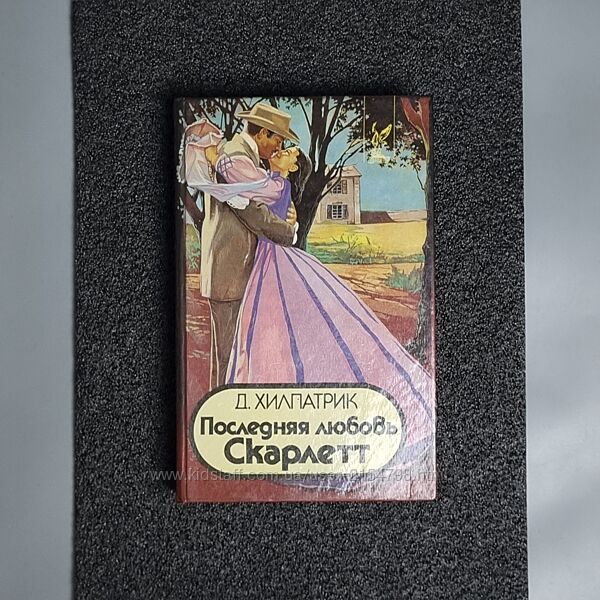 Д. ХИЛПАТРИК
Последняя любовь
Скарлетт